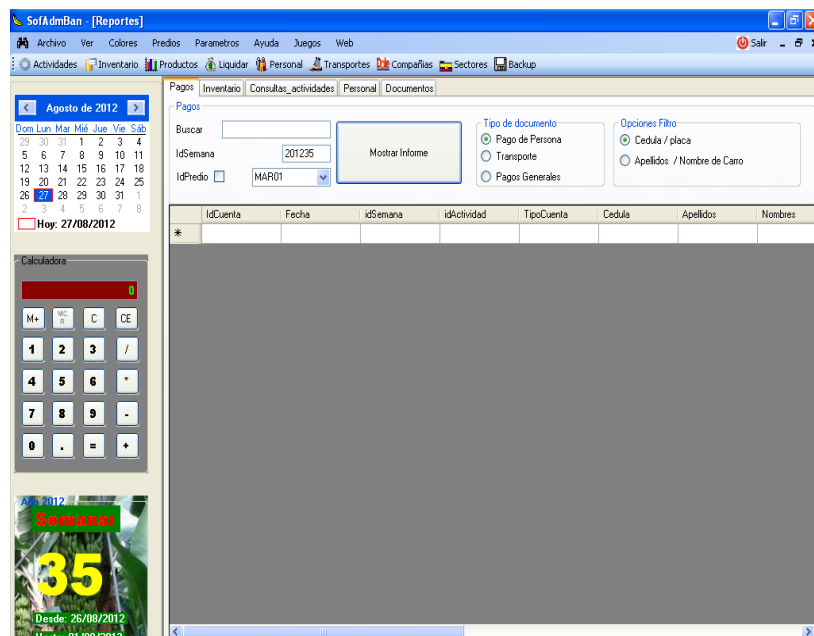 SofAdmBan - [Reportes]
Archivo Ver Colores Predios Parametros Ayuda Juegos Web Salir
Actividades Inventario Productos Liquidar Personal Transportes Compañias Sectores Backup
Pagos Inventario Consultas_actividades Personal Documentos
Agosto de 2012
Dom Lun Mar Mié Jue Vie Sáb
29 30 31 1 2 3 4
5 6 7 8 9 10 11
12 13 14 15 16 17 18
19 20 21 22 23 24 25
26 27 28 29 30 31 1
2 3 4 5 6 7 8
Hoy: 27/08/2012
Pagos
Buscar
IdSemana 201235
IdPredio MAR01
Mostrar Informe
Tipo de documento
Pago de Persona
Transporte
Pagos Generales
Opciones Filtro
Cedula / placa
Apellidos / Nombre de Carro
IdCuenta Fecha idSemana idActividad TipoCuenta Cedula Apellidos Nombres
Calculadora
0
M+ MC R C CE
1 2 3 /
4 5 6 *
7 8 9 -
0 . = +
Año 2012
Semana:
35
Desde: 26/08/2012
Hasta: 01/09/2012